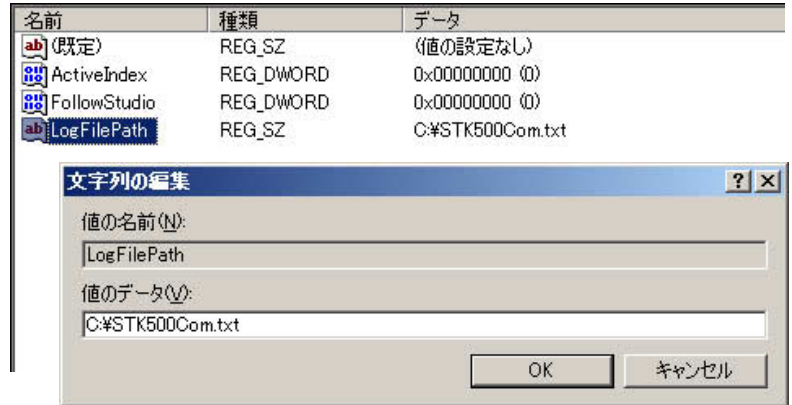 名前 種類 データ
(既定) REG_SZ (値の設定なし)
ActiveIndex REG_DWORD 0x00000000 (0)
FollowStudio REG_DWORD 0x00000000 (0)
LogFilePath REG_SZ C:¥STK500Com.txt
文字列の編集
値の名前(N):
LogFilePath
値のデータ(V):
C:¥STK500Com.txt
OK キャンセル